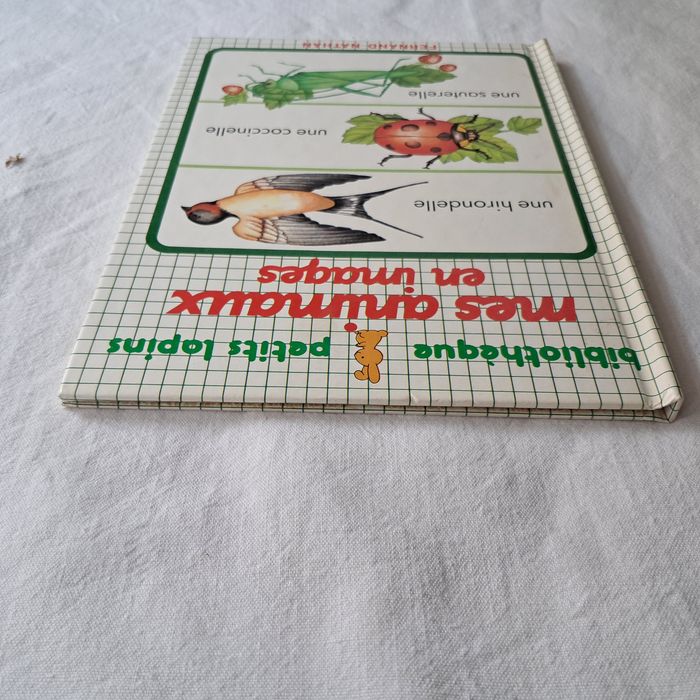 bibliothèque petits lapins
mes animaux
en images
une hirondelle
une coccinelle
une sauterelle
FERNAND NATHAN